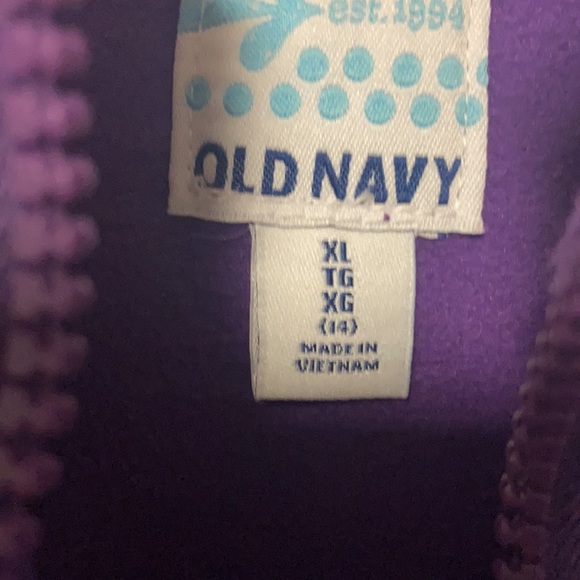 est. 1994
OLD NAVY
XL
TG
XG
(14)
MADE IN
VIETNAM